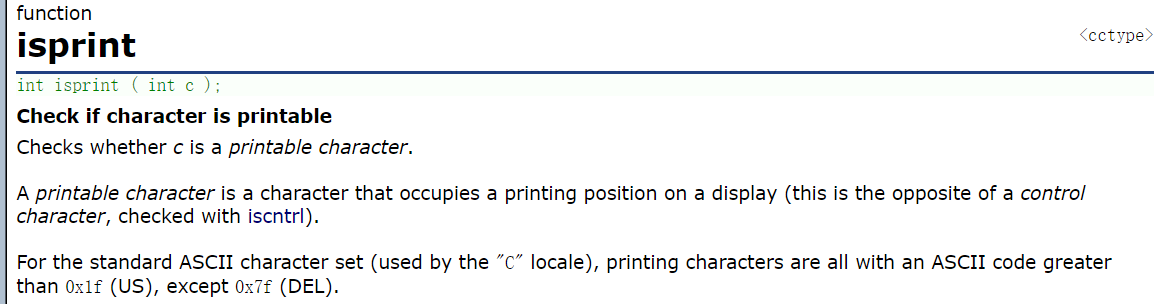 function
isprint
<cctype>
int isprint ( int c );
Check if character is printable
Checks whether c is a printable character.
A printable character is a character that occupies a printing position on a display (this is the opposite of a control
character, checked with iscntrl).
For the standard ASCII character set (used by the "C" locale), printing characters are all with an ASCII code greater
than 0x1f (US), except 0x7f (DEL).